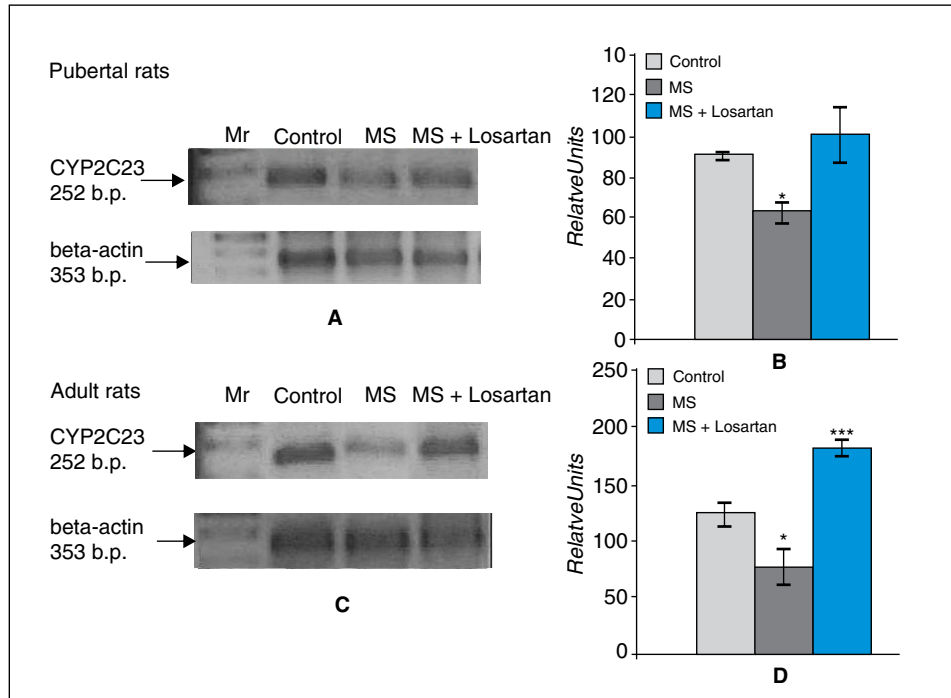 Pubertal rats
Mr Control MS MS + Losartan
CYP2C23
252 b.p.
beta-actin
353 b.p.
A
10
120
100
80
60
40
20
0
RelatveUnits
Control
MS
MS + Losartan
*
B
Adult rats
Mr Control MS MS + Losartan
CYP2C23
252 b.p.
beta-actin
353 b.p.
C
250
200
150
100
50
0
RelatveUnits
Control
MS
MS + Losartan
*
***
D